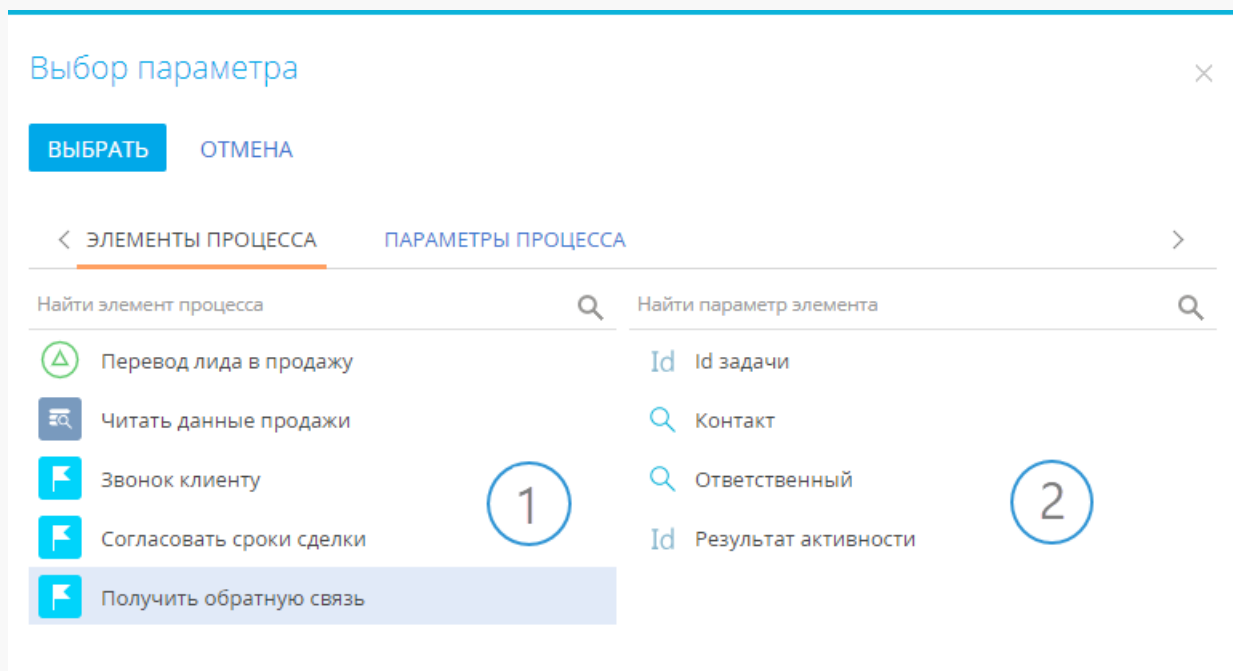 Выбор параметра
ВЫБРАТЬ ОТМЕНА
ЭЛЕМЕНТЫ ПРОЦЕССА ПАРАМЕТРЫ ПРОЦЕССА
Найти элемент процесса Найти параметр элемента
Перевод лида в продажу Id Id задачи
Читать данные продажи Контакт
Звонок клиенту Ответственный
1 2
Согласовать сроки сделки Id Результат активности
Получить обратную связь